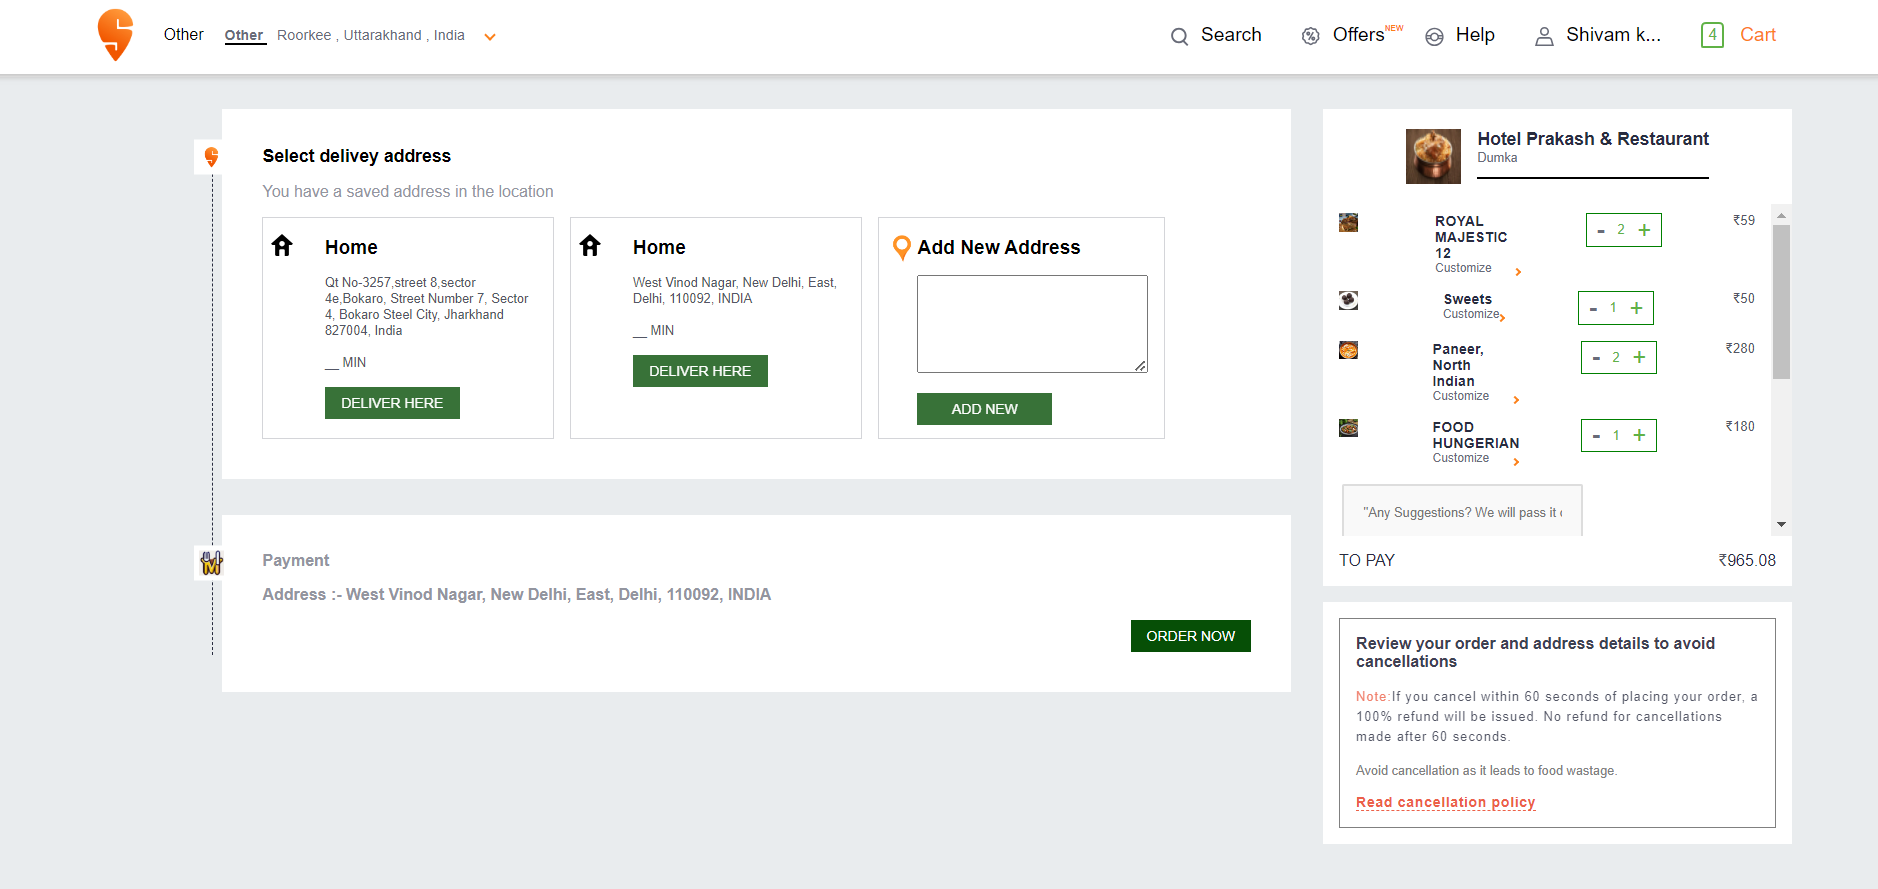 Other Other Roorkee , Uttarakhand , India Search Offers NEW Help Shivam k... 4 Cart
Select delivey address
You have a saved address in the location
Home
Qt No-3257,street 8,sector
4e,Bokaro, Street Number 7, Sector
4, Bokaro Steel City, Jharkhand
827004, India
__ MIN
DELIVER HERE
Home
West Vinod Nagar, New Delhi, East,
Delhi, 110092, INDIA
__ MIN
DELIVER HERE
Add New Address
ADD NEW
Payment
Address :- West Vinod Nagar, New Delhi, East, Delhi, 110092, INDIA
ORDER NOW
Hotel Prakash & Restaurant
Dumka
ROYAL
MAJESTIC
12
Customize
- 2 +
₹59
Sweets
Customize
- 1 +
₹50
Paneer,
North
Indian
Customize
- 2 +
₹280
FOOD
HUNGERIAN
Customize
- 1 +
₹180
"Any Suggestions? We will pass it
TO PAY ₹965.08
Review your order and address details to avoid
cancellations
Note:If you cancel within 60 seconds of placing your order, a
100% refund will be issued. No refund for cancellations
made after 60 seconds.
Avoid cancellation as it leads to food wastage.
Read cancellation policy